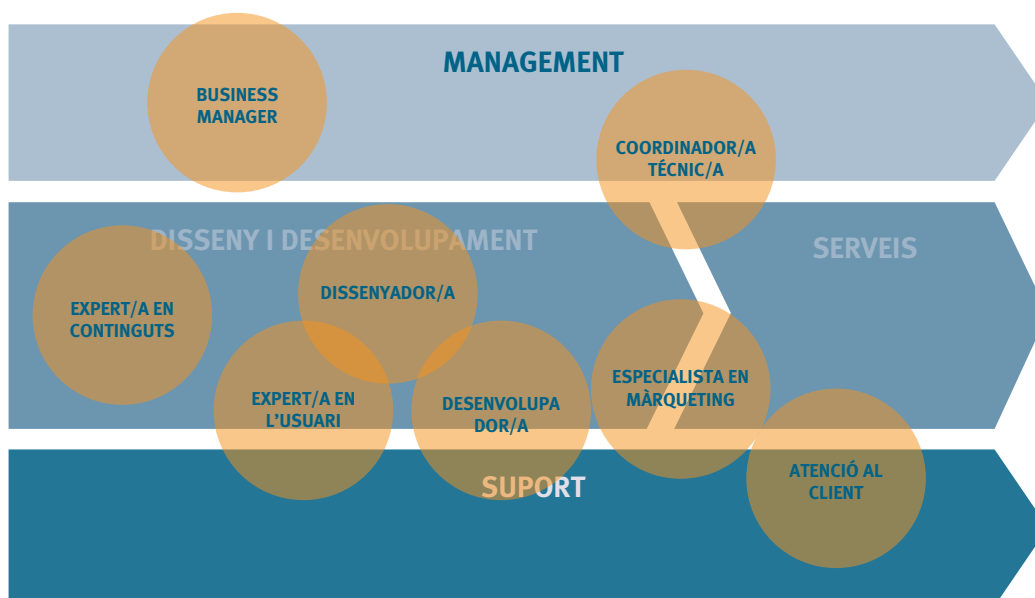 MANAGEMENT
BUSINESS
MANAGER
COORDINADOR/A
TÉCNIC/A
DISSENY I DESENVOLUPAMENT
SERVEIS
DISSENYADOR/A
EXPERT/A EN
CONTINGUTS
EXPERT/A EN
L'USUARI
DESENVOLUPA
DOR/A
ESPECIALISTA EN
MÀRQUETING
ATENCIÓ AL
CLIENT
SUPORT